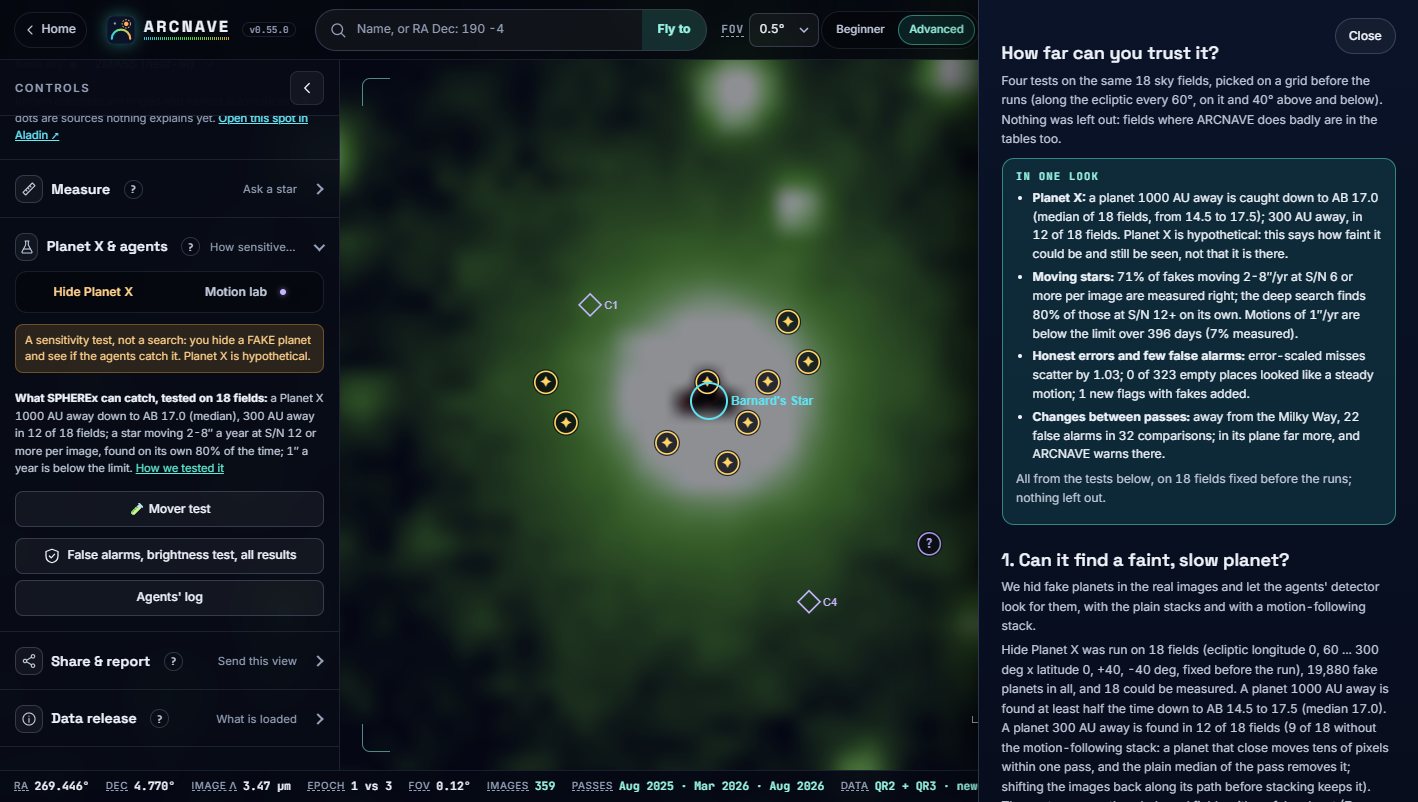 Home
ARCNAVE
v0.55.0
Name, or RA Dec: 190 -4
Fly to
FOV
0.5°
Beginner
Advanced
CONTROLS
dots are sources nothing explains yet. Open this spot in
Aladin ↗
Measure
?
Ask a star
Planet X & agents
?
How sensitive...
Hide Planet X
Motion lab
A sensitivity test, not a search: you hide a FAKE planet
and see if the agents catch it. Planet X is hypothetical.
What SPHEREx can catch, tested on 18 fields: a Planet X
1000 AU away down to AB 17.0 (median), 300 AU away
in 12 of 18 fields; a star moving 2-8″ a year at S/N 12 or
more per image, found on its own 80% of the time; 1″ a
year is below the limit. How we tested it
Mover test
False alarms, brightness test, all results
Agents' log
Share & report
?
Send this view
Data release
?
What is loaded
C1
Barnard's Star
?
C4
RA 269.446° DEC 4.770° IMAGE Λ 3.47 µm EPOCH 1 vs 3 FOV 0.12° IMAGES 359 PASSES Aug 2025 · Mar 2026 · Aug 2026 DATA QR2 + QR3 · new
Close
How far can you trust it?
Four tests on the same 18 sky fields, picked on a grid before the
runs (along the ecliptic every 60°, on it and 40° above and below).
Nothing was left out: fields where ARCNAVE does badly are in the
tables too.
IN ONE LOOK
• Planet X: a planet 1000 AU away is caught down to AB 17.0
(median of 18 fields, from 14.5 to 17.5); 300 AU away, in
12 of 18 fields. Planet X is hypothetical: this says how faint it
could be and still be seen, not that it is there.
• Moving stars: 71% of fakes moving 2-8″/yr at S/N 6 or
more per image are measured right; the deep search finds
80% of those at S/N 12+ on its own. Motions of 1″/yr are
below the limit over 396 days (7% measured).
• Honest errors and few false alarms: error-scaled misses
scatter by 1.03; 0 of 323 empty places looked like a steady
motion; 1 new flags with fakes added.
• Changes between passes: away from the Milky Way, 22
false alarms in 32 comparisons; in its plane far more, and
ARCNAVE warns there.
All from the tests below, on 18 fields fixed before the runs;
nothing left out.
1. Can it find a faint, slow planet?
We hid fake planets in the real images and let the agents' detector
look for them, with the plain stacks and with a motion-following
stack.
Hide Planet X was run on 18 fields (ecliptic longitude 0, 60 ... 300
deg x latitude 0, +40, -40 deg, fixed before the run), 19,880 fake
planets in all, and 18 could be measured. A planet 1000 AU away is
found at least half the time down to AB 14.5 to 17.5 (median 17.0).
A planet 300 AU away is found in 12 of 18 fields (9 of 18 without
the motion-following stack: a planet that close moves tens of pixels
within one pass, and the plain median of the pass removes it;
shifting the images back along its path before stacking keeps it).